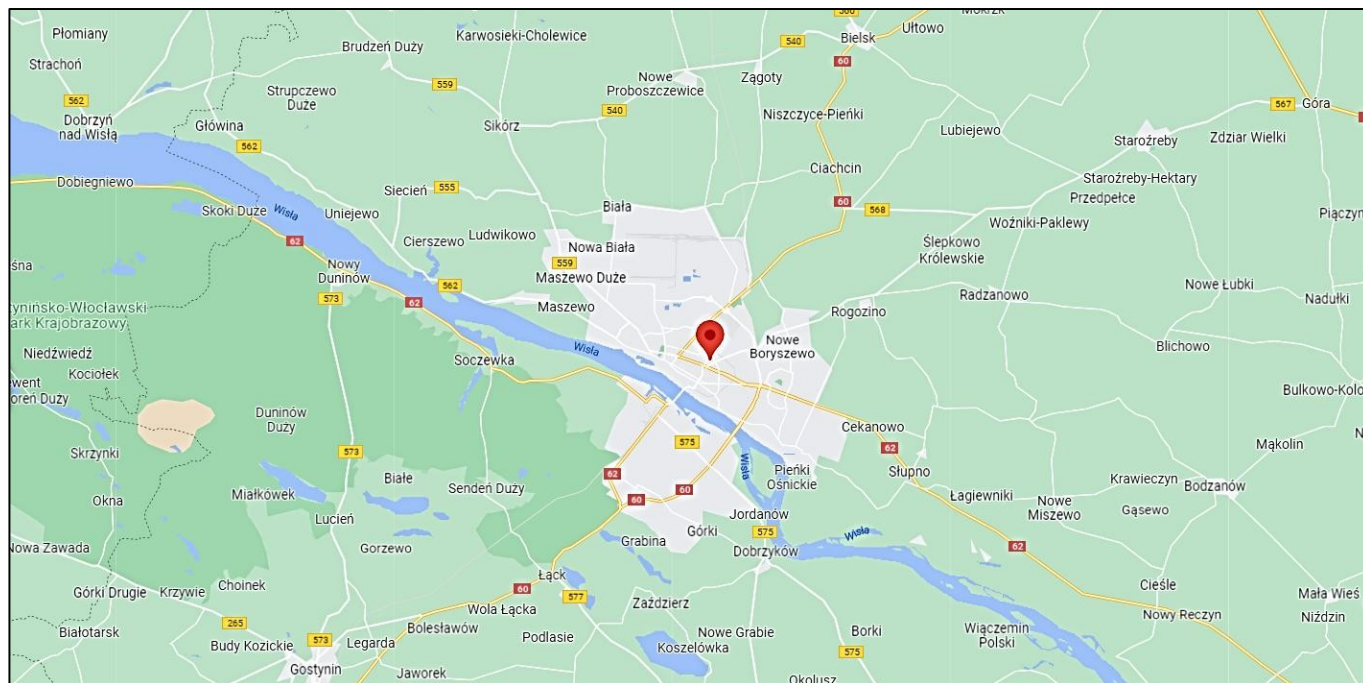 Płomiany
Karwosieki-Cholewice
560
Mokrzk
Ułtowo
Bielsk
Brudzeń Duży
540
Strachoń
60
Nowe
Proboszczewice
Zągoty
559
Strupczewo
Duże
562
540
567
Góra
Dobrzyń
nad Wisłą
Główina
Sikórz
Niszczyce-Pieńki
Lubiejewo
Staroźreby
Zdziar Wielki
562
Ciachcin
Dobiegniewo
Siecień
555
Staroźreby-Hektary
Przedpełce
Skoki Duże
Wisła
Uniejewo
Biała
60
568
Woźniki-Paklewy
62
Cierszewo
Ludwikowo
Nowa Biała
Ślepkowo
Królewskie
Nowy
Duninów
559
Maszewo Duże
573
562
62
Maszewo
Radzanowo
Nowe Łubki
Nadułki
Rogozino
Nowe
Boryszewo
Wisła
Blichowo
Niedźwiedź
Soczewka
Kociołek
Duninów
Duży
Cekanowo
575
62
573
Skrzynki
Wisła
Mąkolin
Białe
62
Pieńki
Ośnickie
Słupno
Miałkówek
Sendeń Duży
60
60
Krawieczyn
Bodzanów
Okna
Łągiewniki
Nowe
Miszewo
Gąsewo
Lucień
Jordanów
Górki
575
Wisła
62
Nowa Zawada
Gorzewo
Grabina
Dobrzyków
Choinek
Łąck
Górki Drugie
Krzywie
60
577
Cieśle
Zaździerz
Wola Łącka
Nowy Reczyn
265
Bolesławów
Białotarsk
Budy Kozickie
573
Legarda
Podlasie
Nowe Grabie
Borki
Wiączemin
Polski
Niździn
Koszelówka
575
Gostynin
Jaworek
Okolusz